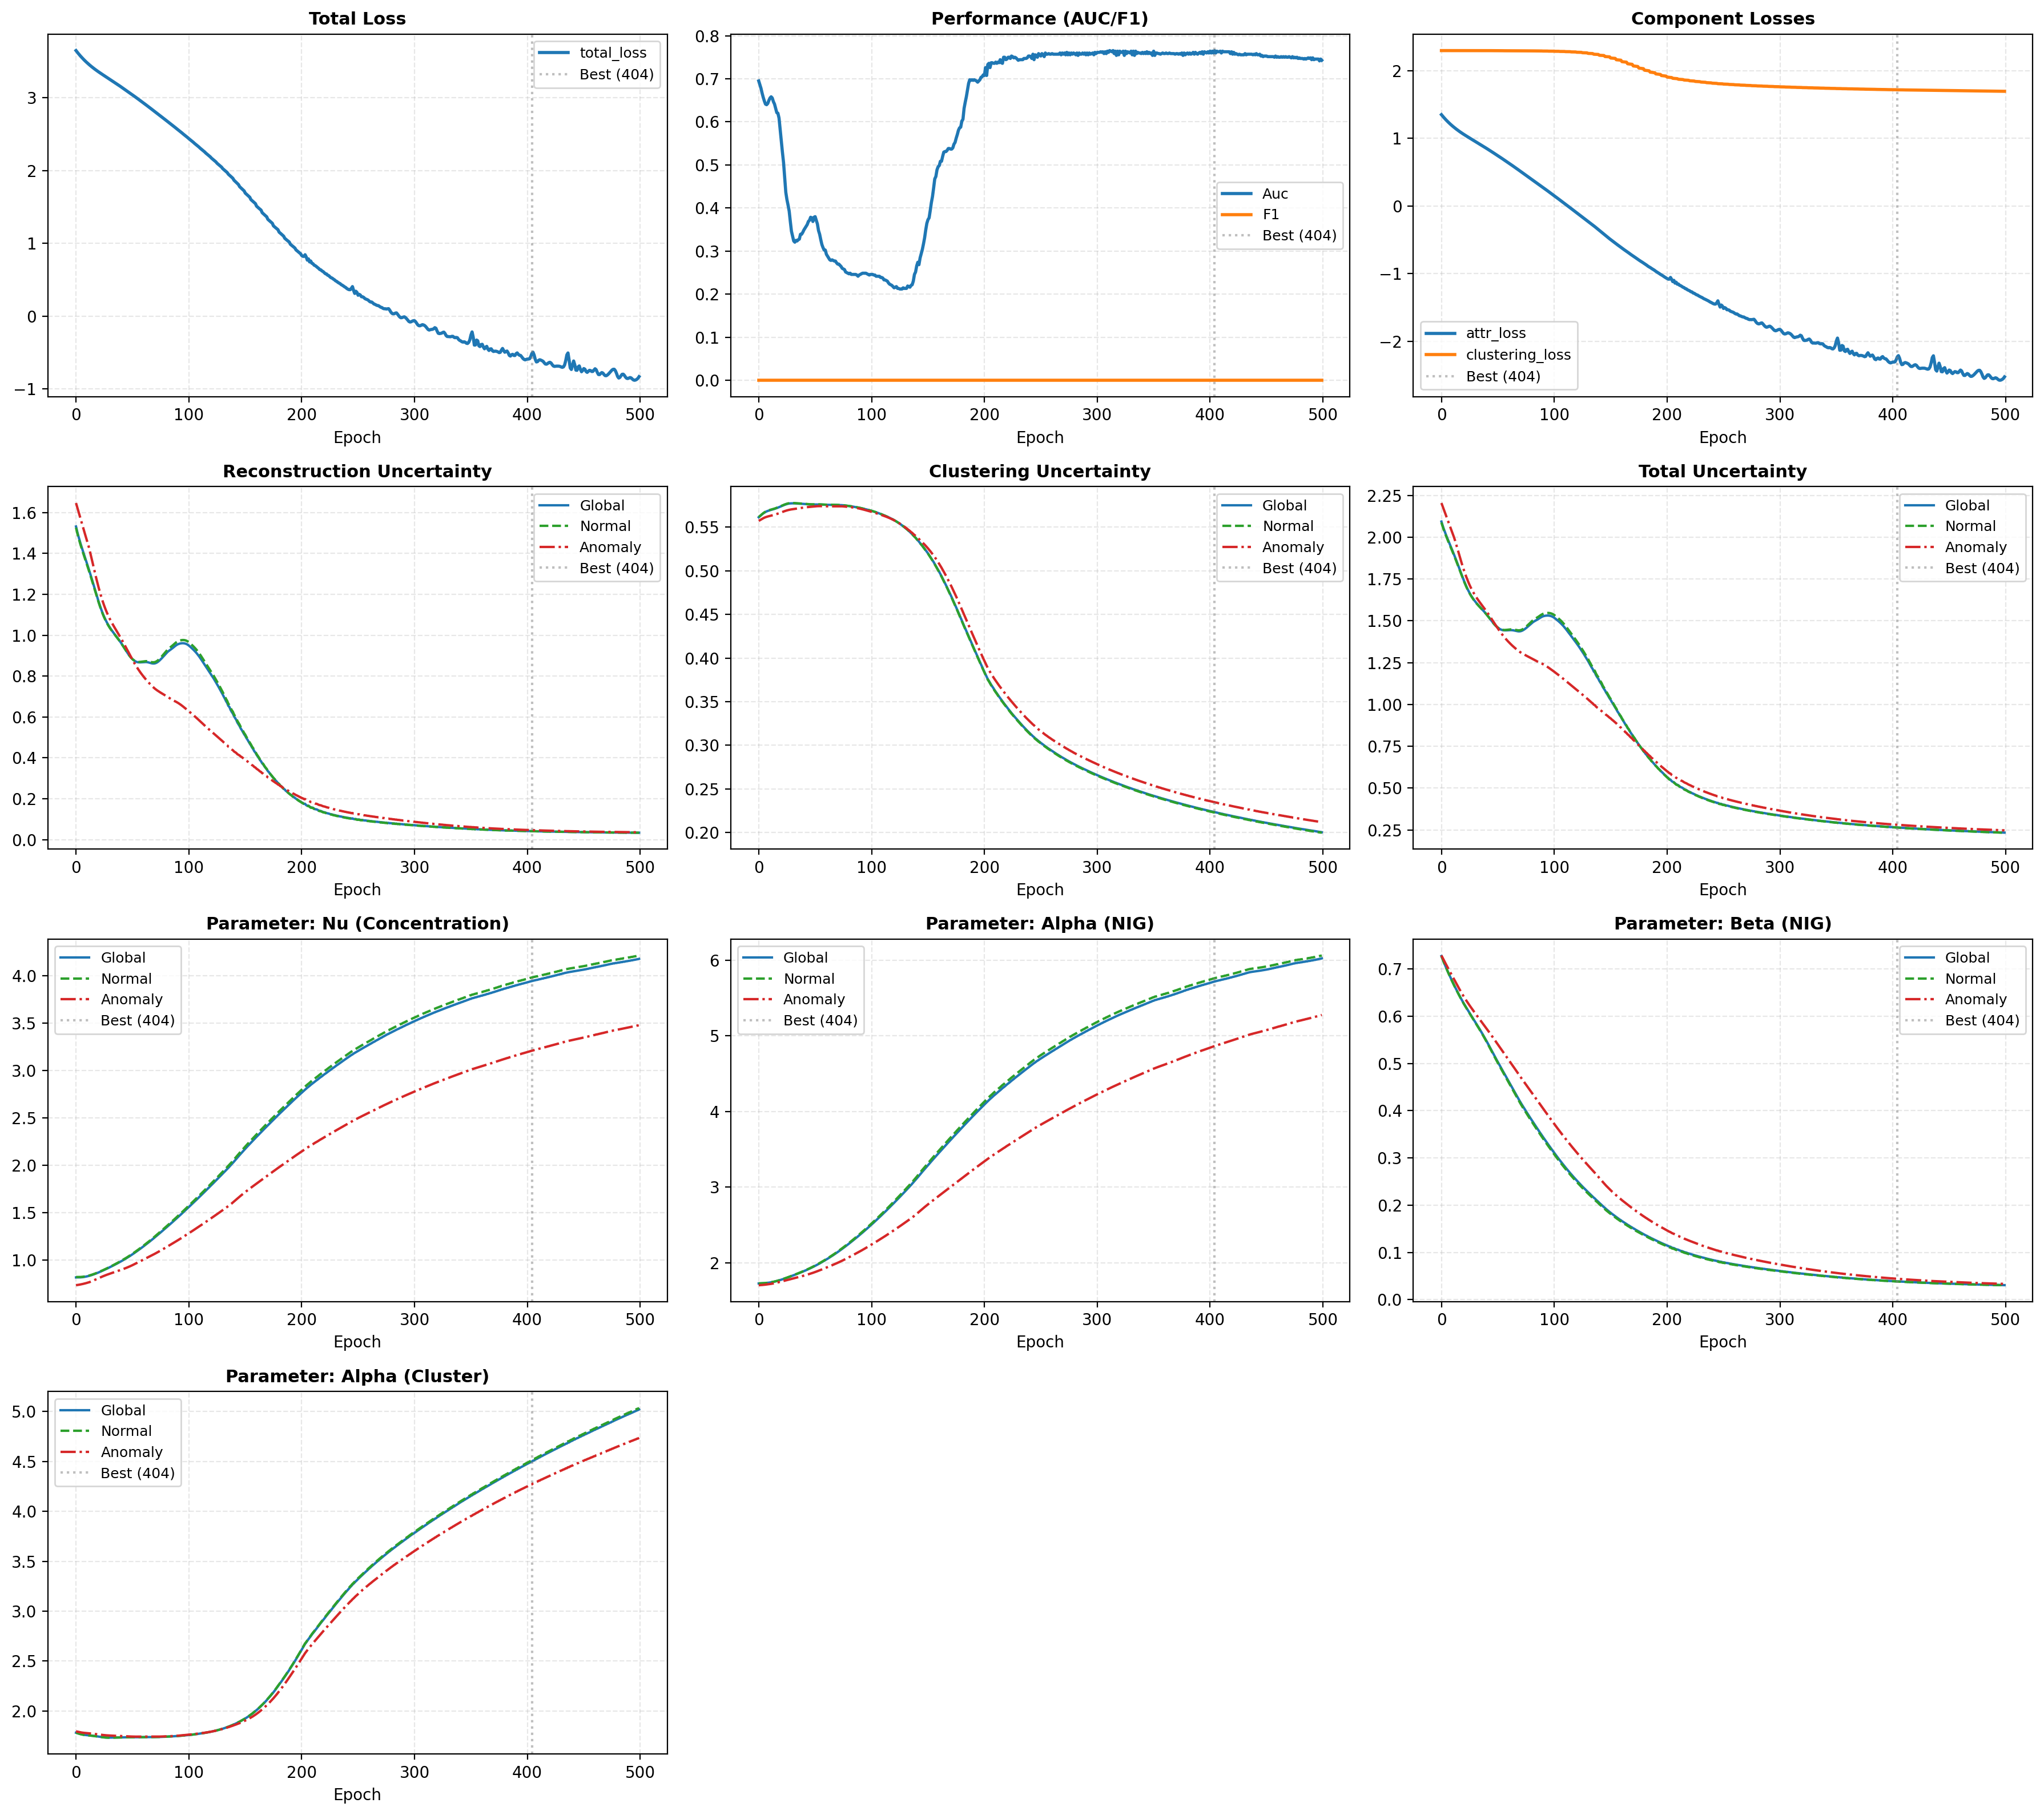 Total Loss
total_loss
Best (404)
3
2
1
0
−1
0 100 200 300 400 500
Epoch
Performance (AUC/F1)
Auc
F1
Best (404)
0.8
0.7
0.6
0.5
0.4
0.3
0.2
0.1
0.0
0 100 200 300 400 500
Epoch
Component Losses
attr_loss
clustering_loss
Best (404)
2
1
0
−1
−2
0 100 200 300 400 500
Epoch
Reconstruction Uncertainty
Global
Normal
Anomaly
Best (404)
1.6
1.4
1.2
1.0
0.8
0.6
0.4
0.2
0.0
0 100 200 300 400 500
Epoch
Clustering Uncertainty
Global
Normal
Anomaly
Best (404)
0.55
0.50
0.45
0.40
0.35
0.30
0.25
0.20
0 100 200 300 400 500
Epoch
Total Uncertainty
Global
Normal
Anomaly
Best (404)
2.25
2.00
1.75
1.50
1.25
1.00
0.75
0.50
0.25
0 100 200 300 400 500
Epoch
Parameter: Nu (Concentration)
Global
Normal
Anomaly
Best (404)
4.0
3.5
3.0
2.5
2.0
1.5
1.0
0 100 200 300 400 500
Epoch
Parameter: Alpha (NIG)
Global
Normal
Anomaly
Best (404)
6
5
4
3
2
0 100 200 300 400 500
Epoch
Parameter: Beta (NIG)
Global
Normal
Anomaly
Best (404)
0.7
0.6
0.5
0.4
0.3
0.2
0.1
0.0
0 100 200 300 400 500
Epoch
Parameter: Alpha (Cluster)
Global
Normal
Anomaly
Best (404)
5.0
4.5
4.0
3.5
3.0
2.5
2.0
0 100 200 300 400 500
Epoch